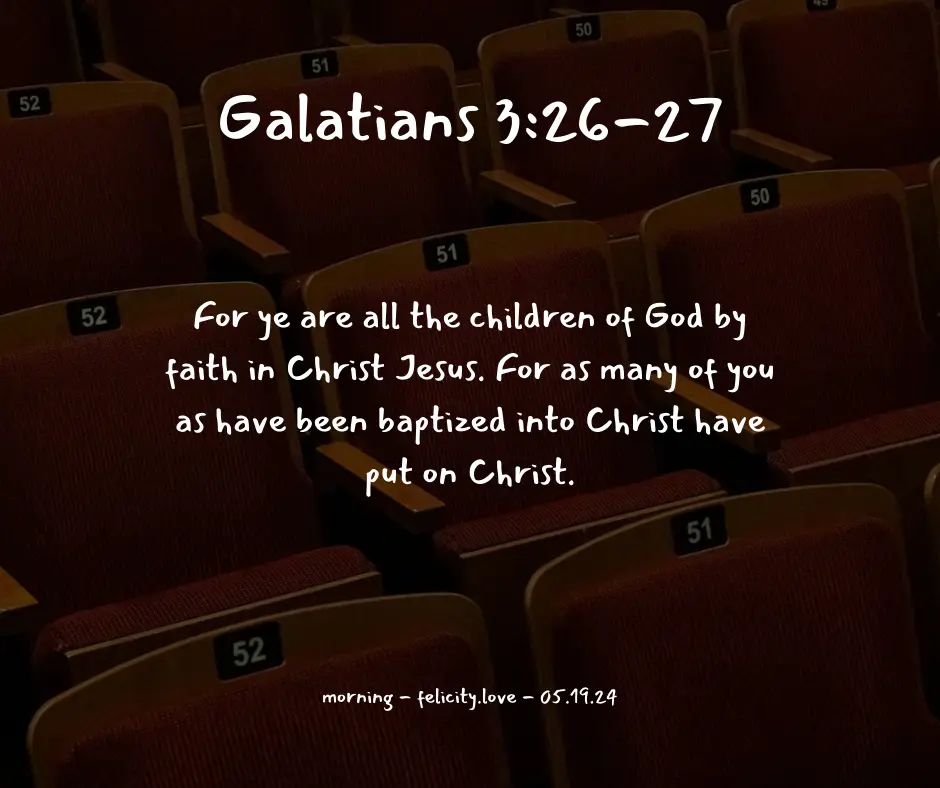 49
50
51
52
Galatians 3:26-27
50
51
52
For ye are all the children of God by
faith in Christ Jesus. For as many of you
as have been baptized into Christ have
put on Christ.
51
52
morning - felicity.love - 05.19.24